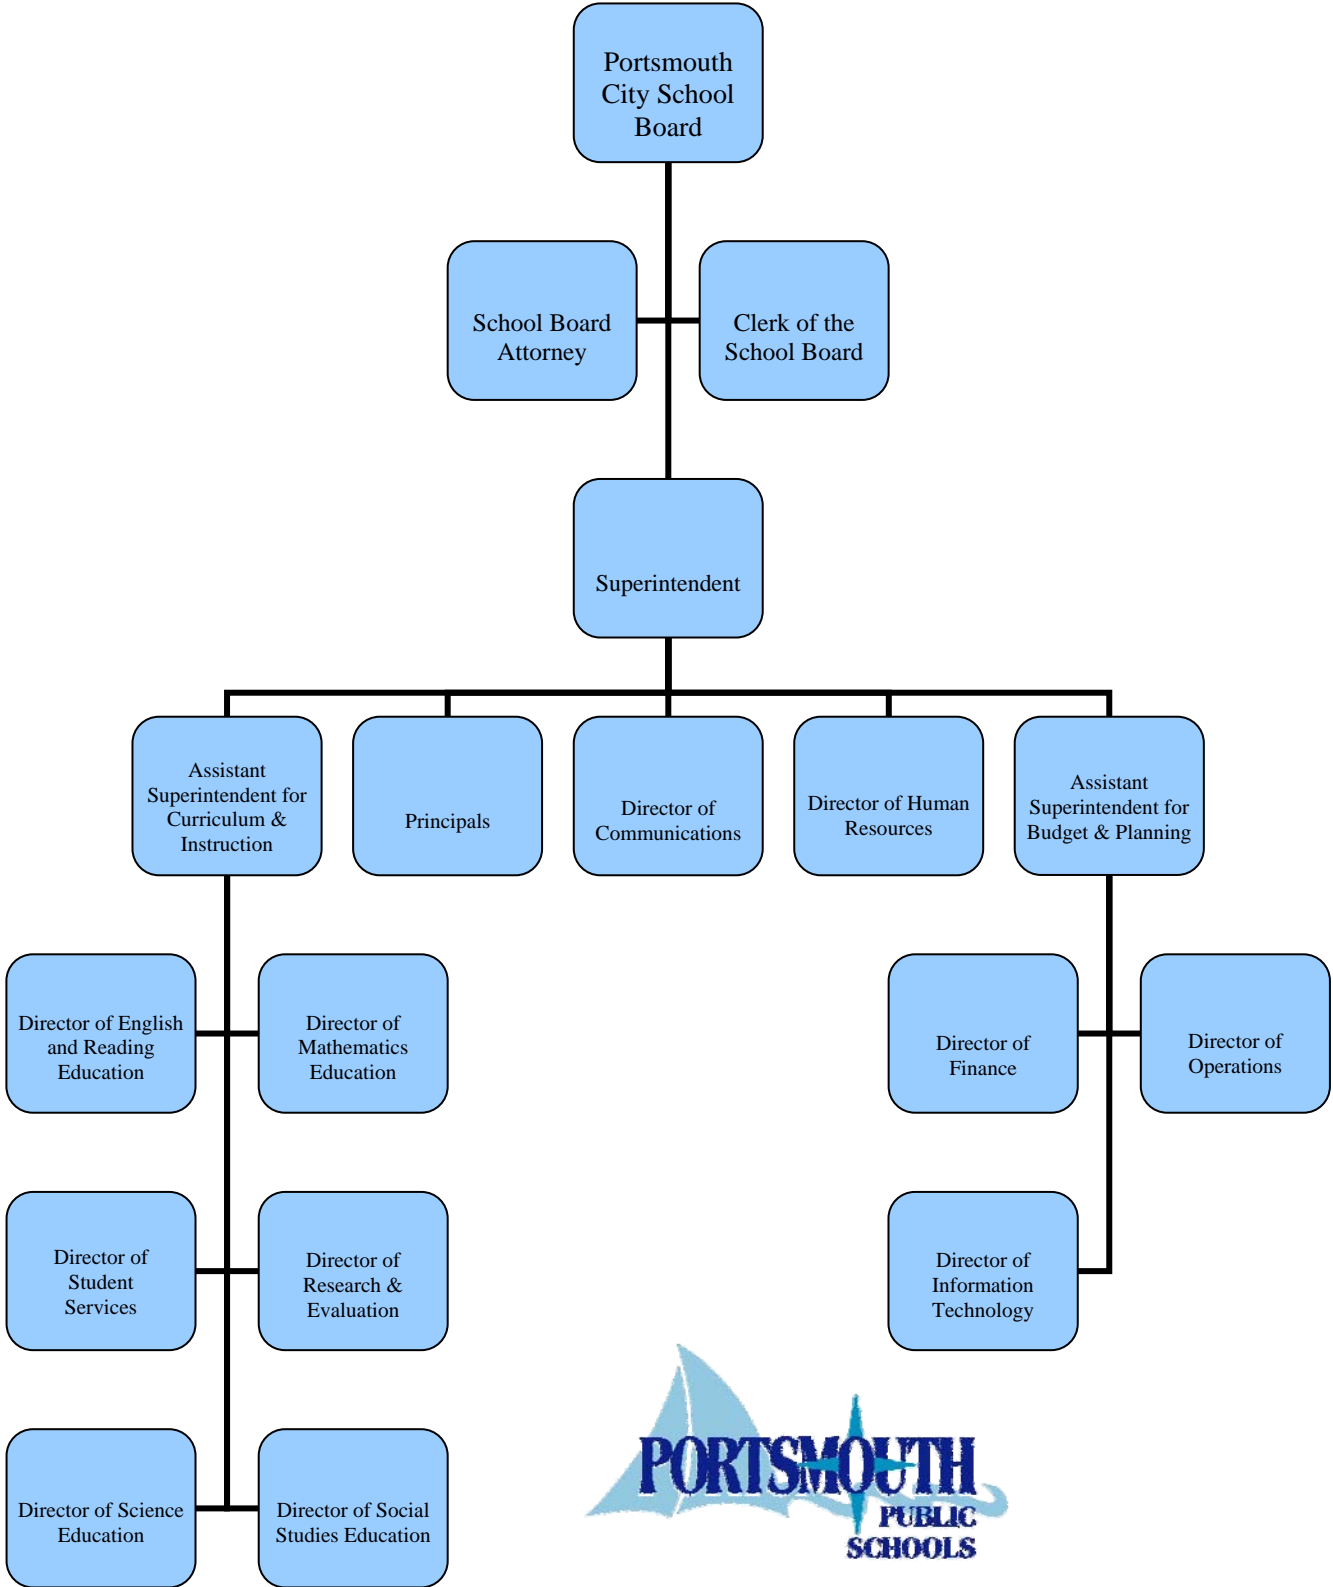 Portsmouth
City School
Board
School Board
Attorney
Clerk of the
School Board
Superintendent
Assistant
Superintendent for
Curriculum &
Instruction
Principals
Director of
Communications
Director of Human
Resources
Assistant
Superintendent for
Budget & Planning
Director of English
and Reading
Education
Director of
Mathematics
Education
Director of
Finance
Director of
Operations
Director of
Student
Services
Director of
Research &
Evaluation
Director of
Information
Technology
Director of Science
Education
Director of Social
Studies Education
PORTSMOUTH
PUBLIC
SCHOOLS